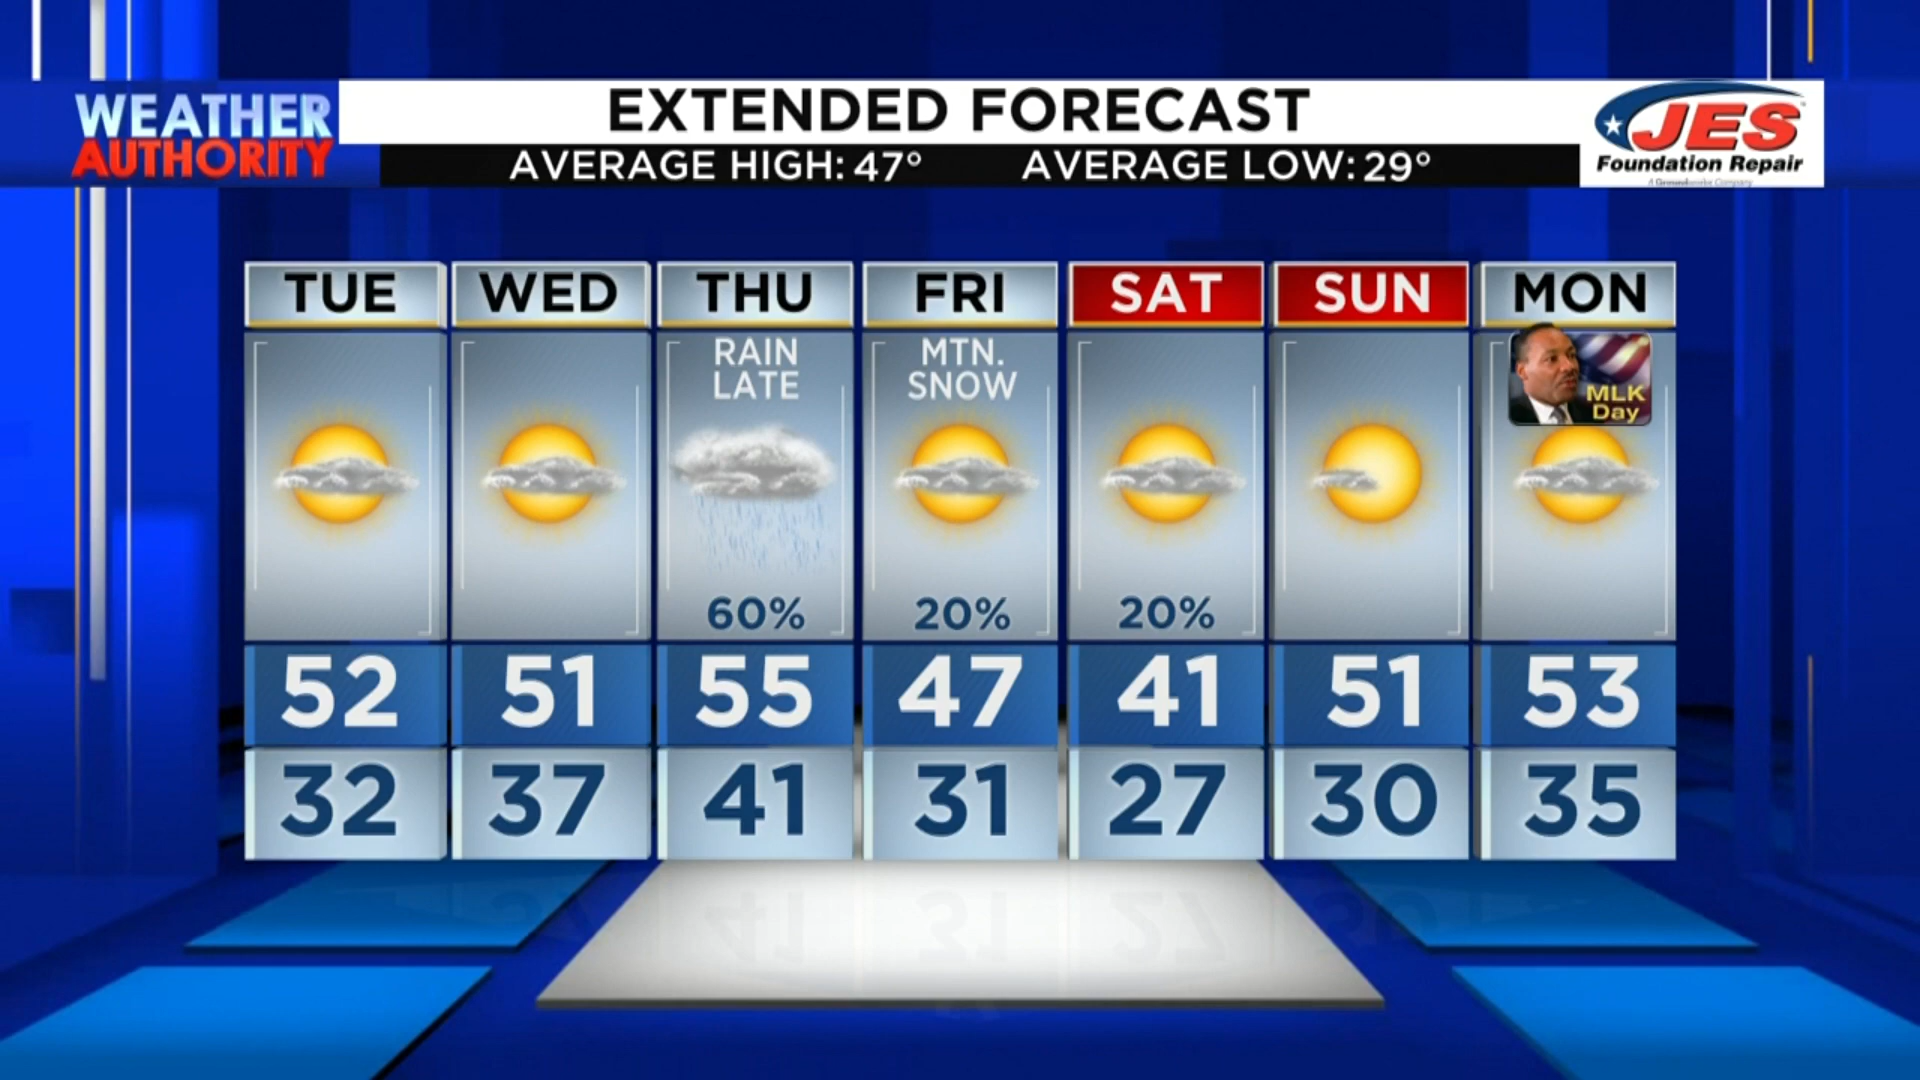 WEATHER
AUTHORITY
EXTENDED FORECAST
AVERAGE HIGH: 47° AVERAGE LOW: 29°
JES
Foundation Repair
A Groundworks Company
TUE WED THU FRI SAT SUN MON
RAIN
LATE
MTN.
SNOW
MLK
Day
60% 20% 20%
52 51 55 47 41 51 53
32 37 41 31 27 30 35